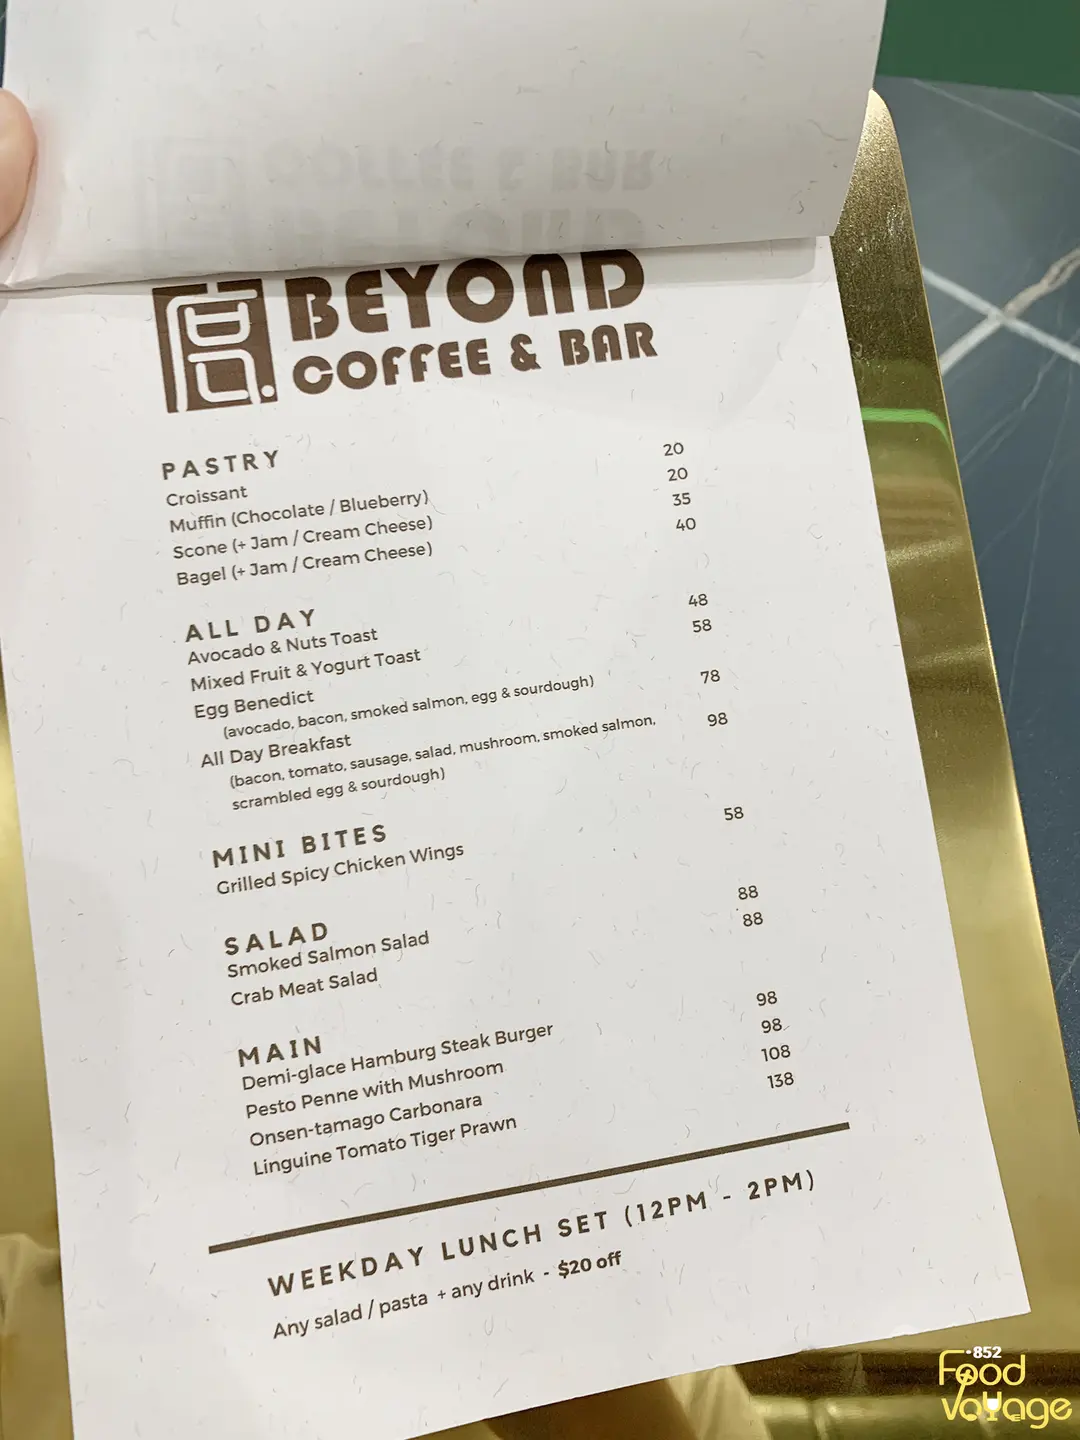 BEYOND
COFFEE & BAR
PASTRY
Croissant 20
Muffin (Chocolate / Blueberry) 20
Scone (+ Jam / Cream Cheese) 35
Bagel (+ Jam / Cream Cheese) 40
ALL DAY
Avocado & Nuts Toast 48
Mixed Fruit & Yogurt Toast 58
Egg Benedict 78
(avocado, bacon, smoked salmon, egg & sourdough)
All Day Breakfast 98
(bacon, tomato, sausage, salad, mushroom, smoked salmon,
scrambled egg & sourdough)
MINI BITES
Grilled Spicy Chicken Wings 58
SALAD
Smoked Salmon Salad 88
Crab Meat Salad 88
MAIN
Demi-glace Hamburg Steak Burger 98
Pesto Penne with Mushroom 98
Onsen-tamago Carbonara 108
Linguine Tomato Tiger Prawn 138
WEEKDAY LUNCH SET (12PM - 2PM)
Any salad / pasta + any drink - $20 off
•852
Food
voyage